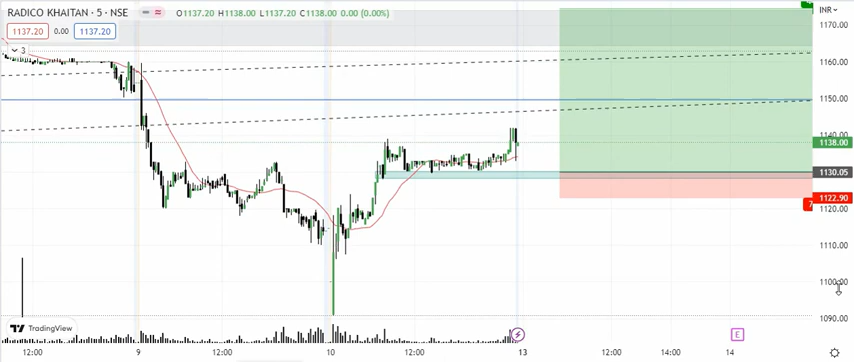 RADICO KHAITAN · 5 · NSE O1137.20 H1138.00 L1137.20 C1138.00 0.00 (0.00%)
INR
1137.20 0.00 1137.20
3
1170.00
1160.00
1150.00
1140.00
1138.00
1130.05
1122.90
7
1120.00
1110.00
1100.00
1090.00
TradingView
E
12:00 9 12:00 10 12:00 13 12:00 14:00 14